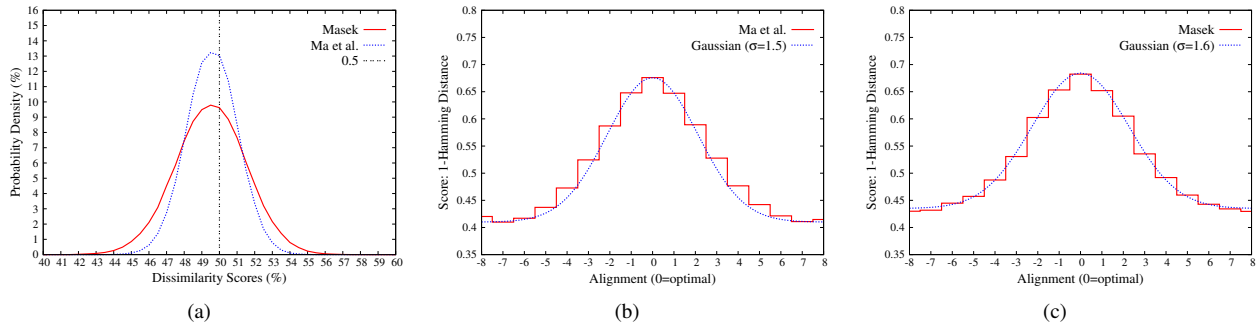 Probability Density (%)
16
15
14
13
12
11
10
9
8
7
6
5
4
3
2
1
0
Masek
Ma et al.
0.5
40 41 42 43 44 45 46 47 48 49 50 51 52 53 54 55 56 57 58 59 60
Dissimilarity Scores (%)
(a)
Score: 1-Hamming Distance
0.8
0.75
0.7
0.65
0.6
0.55
0.5
0.45
0.4
0.35
Ma et al.
Gaussian (σ=1.5)
-8 -7 -6 -5 -4 -3 -2 -1 0 1 2 3 4 5 6 7 8
Alignment (0=optimal)
(b)
Score: 1-Hamming Distance
0.8
0.75
0.7
0.65
0.6
0.55
0.5
0.45
0.4
0.35
Masek
Gaussian (σ=1.6)
-8 -7 -6 -5 -4 -3 -2 -1 0 1 2 3 4 5 6 7 8
Alignment (0=optimal)
(c)